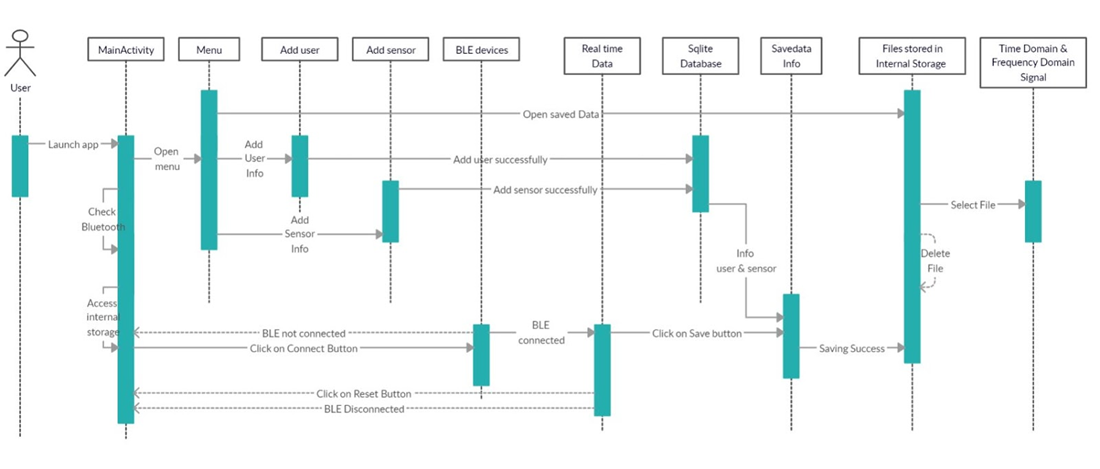 User
MainActivity
Menu
Add user
Add sensor
BLE devices
Real time
Data
Sqlite
Database
Savedata
Info
Files stored in
Internal Storage
Time Domain &
Frequency Domain
Signal
Open saved Data
Launch app
Open
menu
Add
User
Info
Add user successfully
Add sensor successfully
Check
Bluetooth
Add
Sensor
Info
Select File
Info
user & sensor
Delete
File
Access
internal
storage
BLE not connected
BLE
connected
Click on Save button
Click on Connect Button
Saving Success
Click on Reset Button
BLE Disconnected